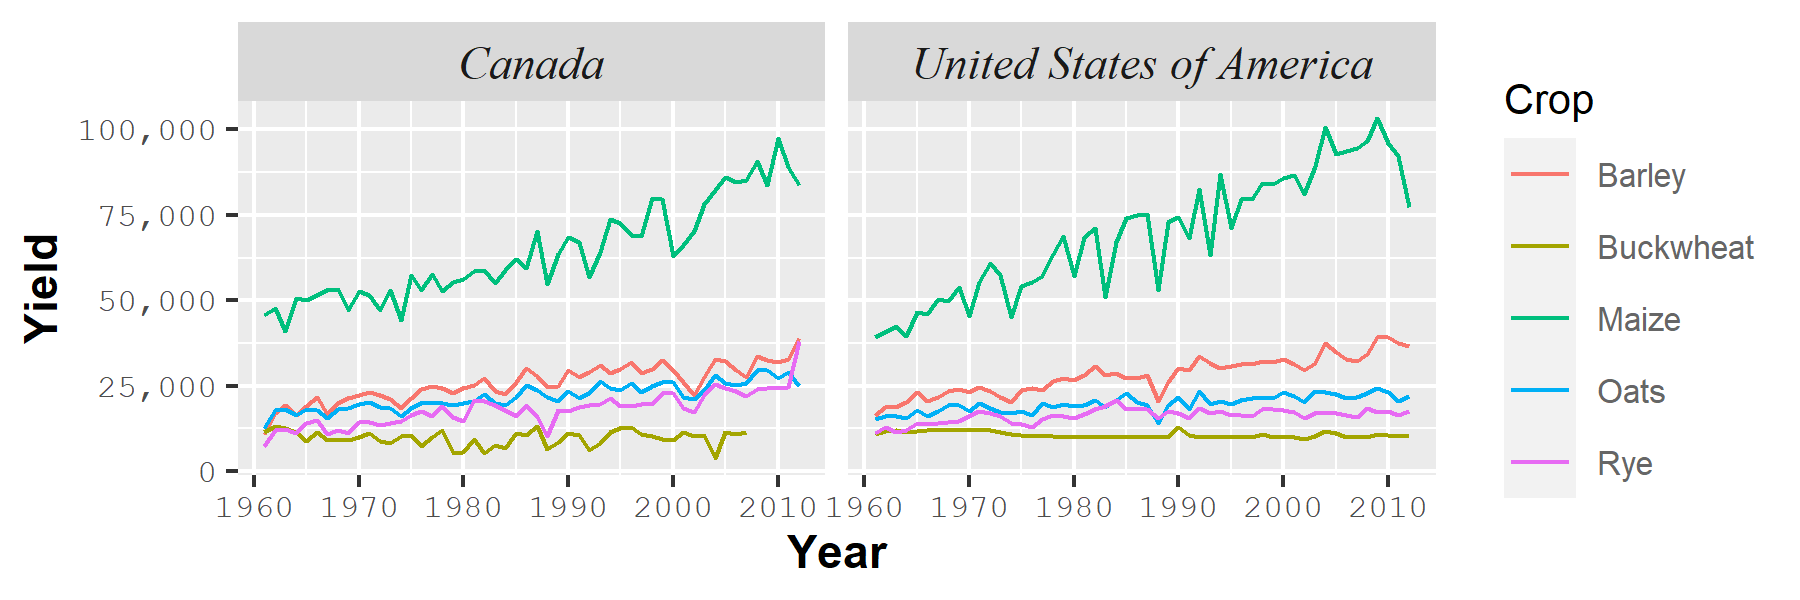 Canada
United States of America
Yield
100,000
75,000
50,000
25,000
0
1960 1970 1980 1990 2000 2010
1960 1970 1980 1990 2000 2010
Year
Crop
Barley
Buckwheat
Maize
Oats
Rye